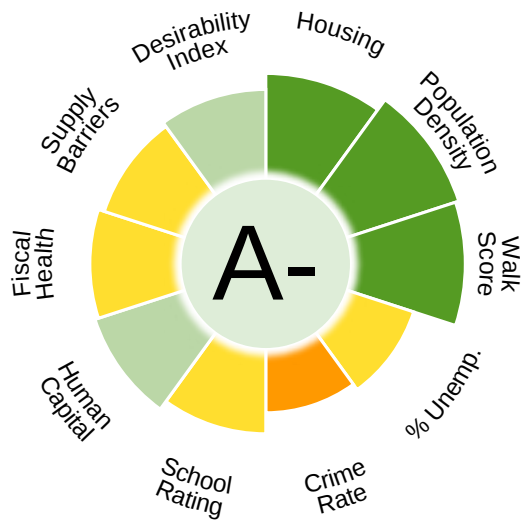 Housing
Population
Density
Walk
Score
% Unemp.
Crime
Rate
School
Rating
Human
Capital
Fiscal
Health
Supply
Barriers
Desirability
Index
A-